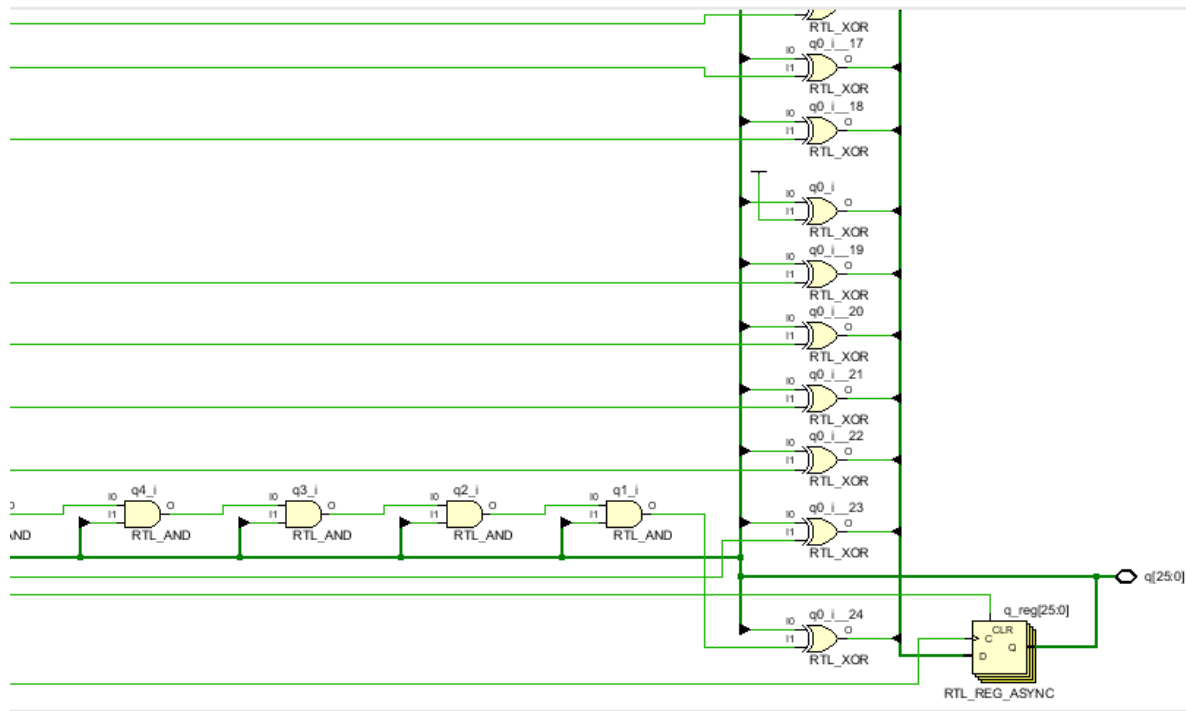 RTL_XOR
q0_i__17
I0
I1
O
RTL_XOR
q0_i__18
I0
I1
O
RTL_XOR
q0_i
I0
I1
O
RTL_XOR
q0_i__19
I0
I1
O
RTL_XOR
q0_i__20
I0
I1
O
RTL_XOR
q0_i__21
I0
I1
O
RTL_XOR
q0_i__22
I0
I1
O
RTL_XOR
O
q4_i
I0
I1
O
RTL_AND
q3_i
I0
I1
O
RTL_AND
q2_i
I0
I1
O
RTL_AND
q1_i
I0
I1
O
RTL_AND
q0_i__23
I0
I1
O
RTL_XOR
q[25:0]
q0_i__24
I0
I1
O
RTL_XOR
q_reg[25:0]
CLR
C
Q
D
RTL_REG_ASYNC